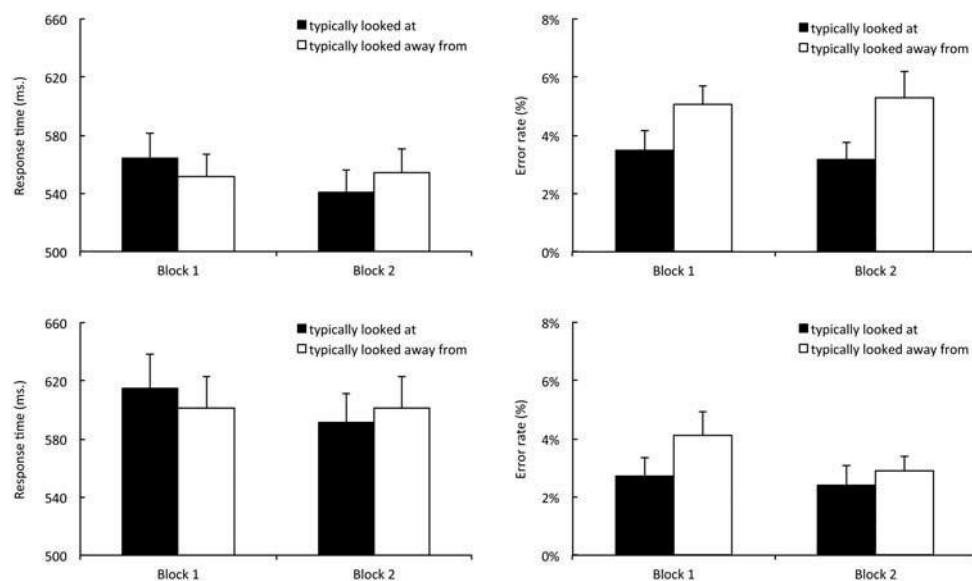 660
620
580
540
500
Response time (ms.)
typically looked at
typically looked away from
Block 1
Block 2
8%
6%
4%
2%
0%
Error rate (%)
typically looked at
typically looked away from
Block 1
Block 2
660
620
580
540
500
Response time (ms.)
typically looked at
typically looked away from
Block 1
Block 2
8%
6%
4%
2%
0%
Error rate (%)
typically looked at
typically looked away from
Block 1
Block 2